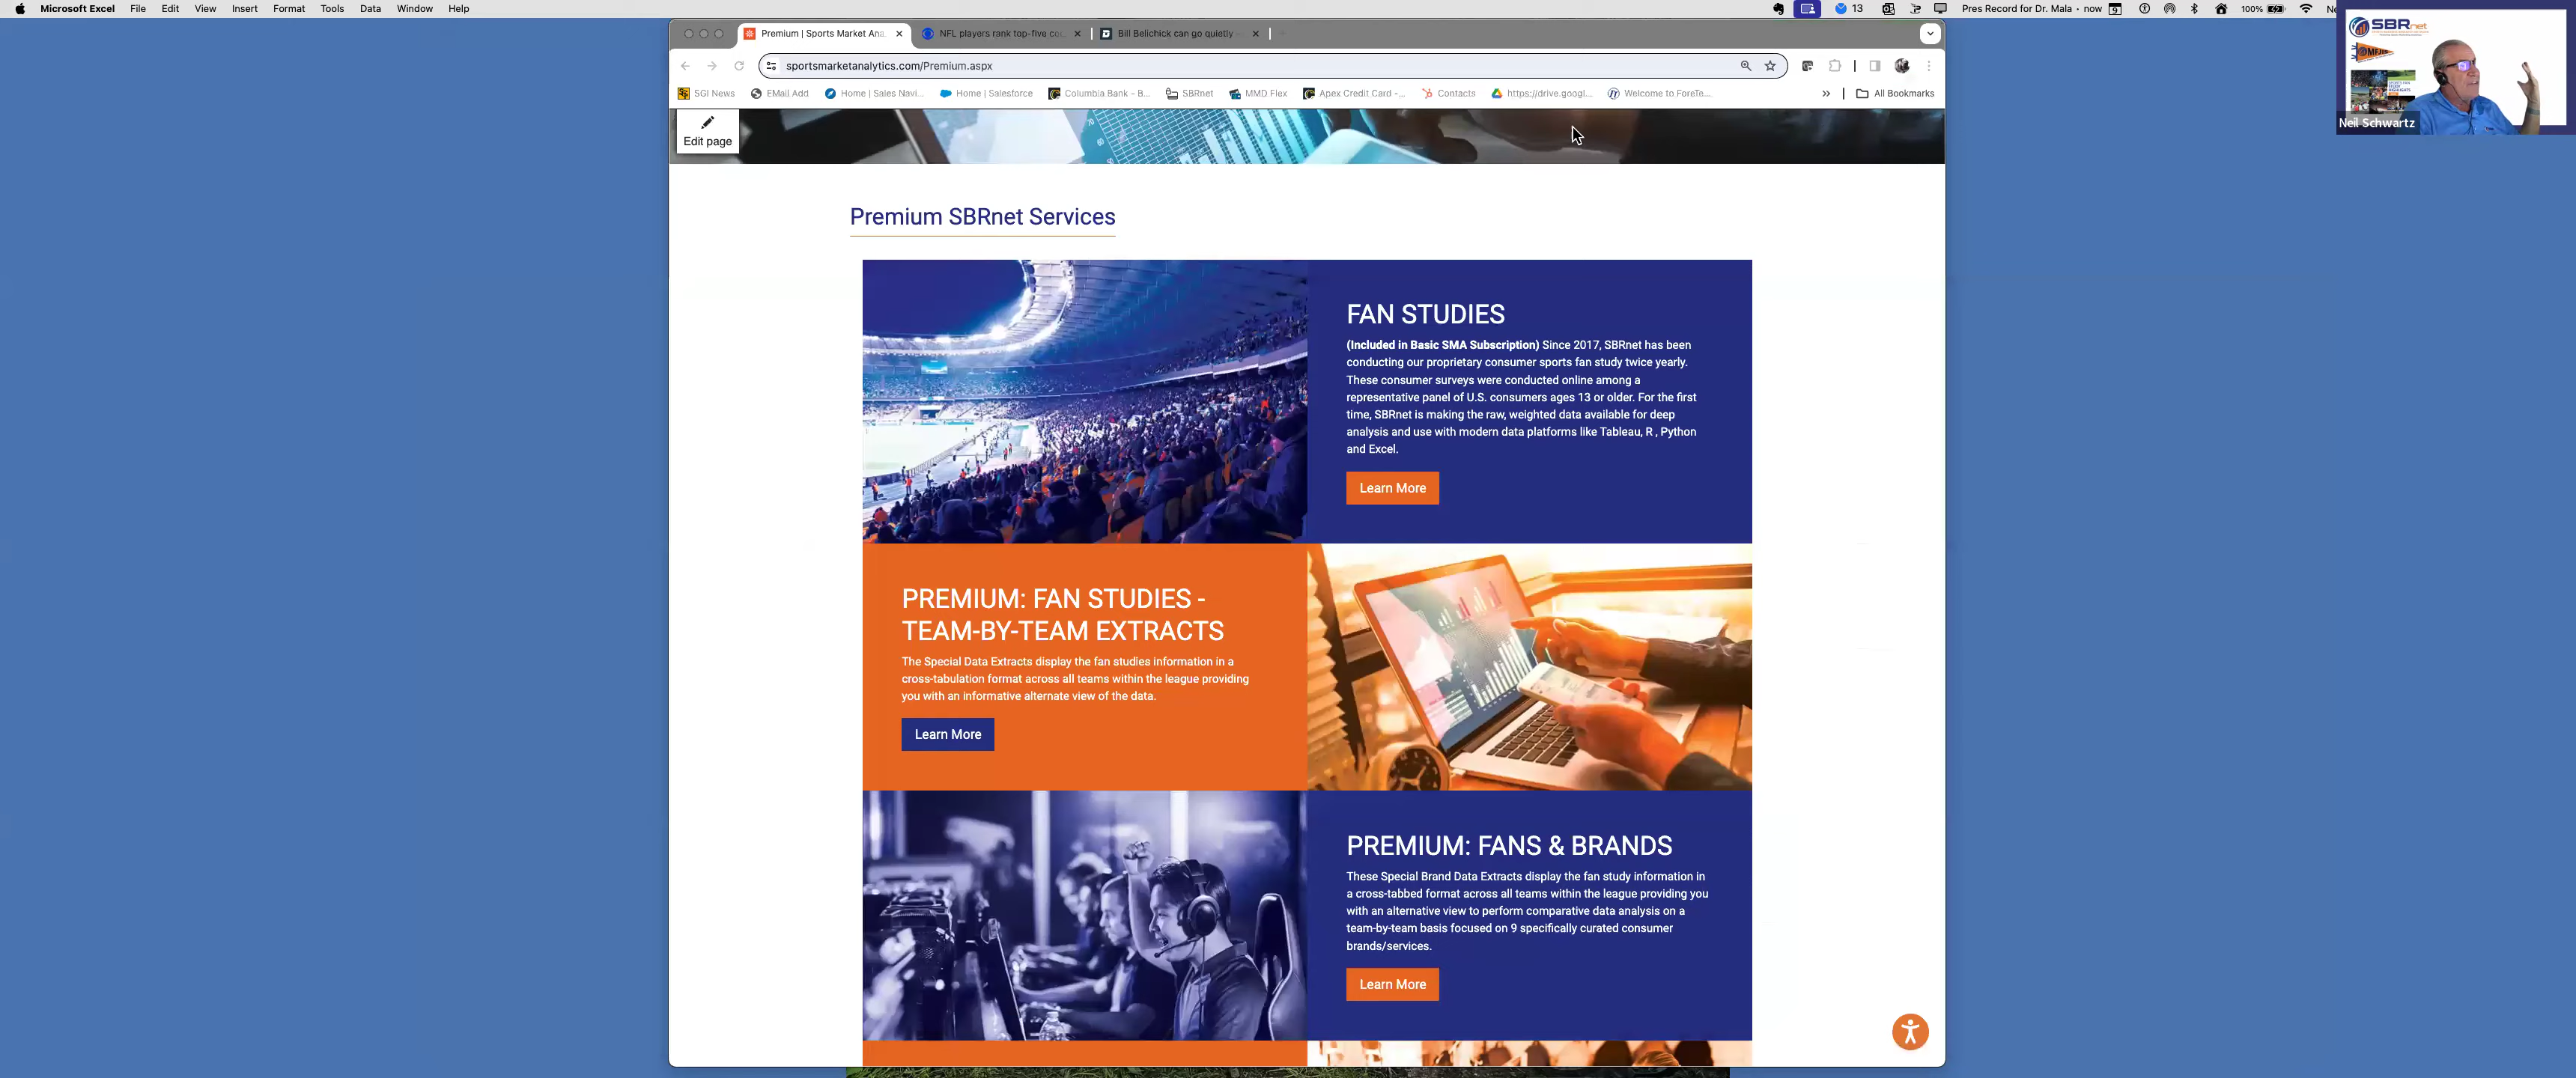 Microsoft Excel File Edit View Insert Format Tools Data Window Help 13 Pres Record for Dr. Mala • now 9 100%
Premium | Sports Market Ana NFL players rank top-five co Bill Belichick can go quietly
sportsmarketanalytics.com/Premium.aspx
SGI News EMail Add Home | Sales Navi... Home | Salesforce Columbia Bank - B... SBRnet MMD Flex Apex Credit Card -... Contacts https://drive.googl... Welcome to ForeTe... » All Bookmarks
SBRnet
Neil Schwartz
Edit page
Premium SBRnet Services
FAN STUDIES
(Included in Basic SMA Subscription) Since 2017, SBRnet has been
conducting our proprietary consumer sports fan study twice yearly.
These consumer surveys were conducted online among a
representative panel of U.S. consumers ages 13 or older. For the first
time, SBRnet is making the raw, weighted data available for deep
analysis and use with modern data platforms like Tableau, R , Python
and Excel.
Learn More
PREMIUM: FAN STUDIES -
TEAM-BY-TEAM EXTRACTS
The Special Data Extracts display the fan studies information in a
cross-tabulation format across all teams within the league providing
you with an informative alternate view of the data.
Learn More
PREMIUM: FANS & BRANDS
These Special Brand Data Extracts display the fan study information in
a cross-tabbed format across all teams within the league providing you
with an alternative view to perform comparative data analysis on a
team-by-team basis focused on 9 specifically curated consumer
brands/services.
Learn More